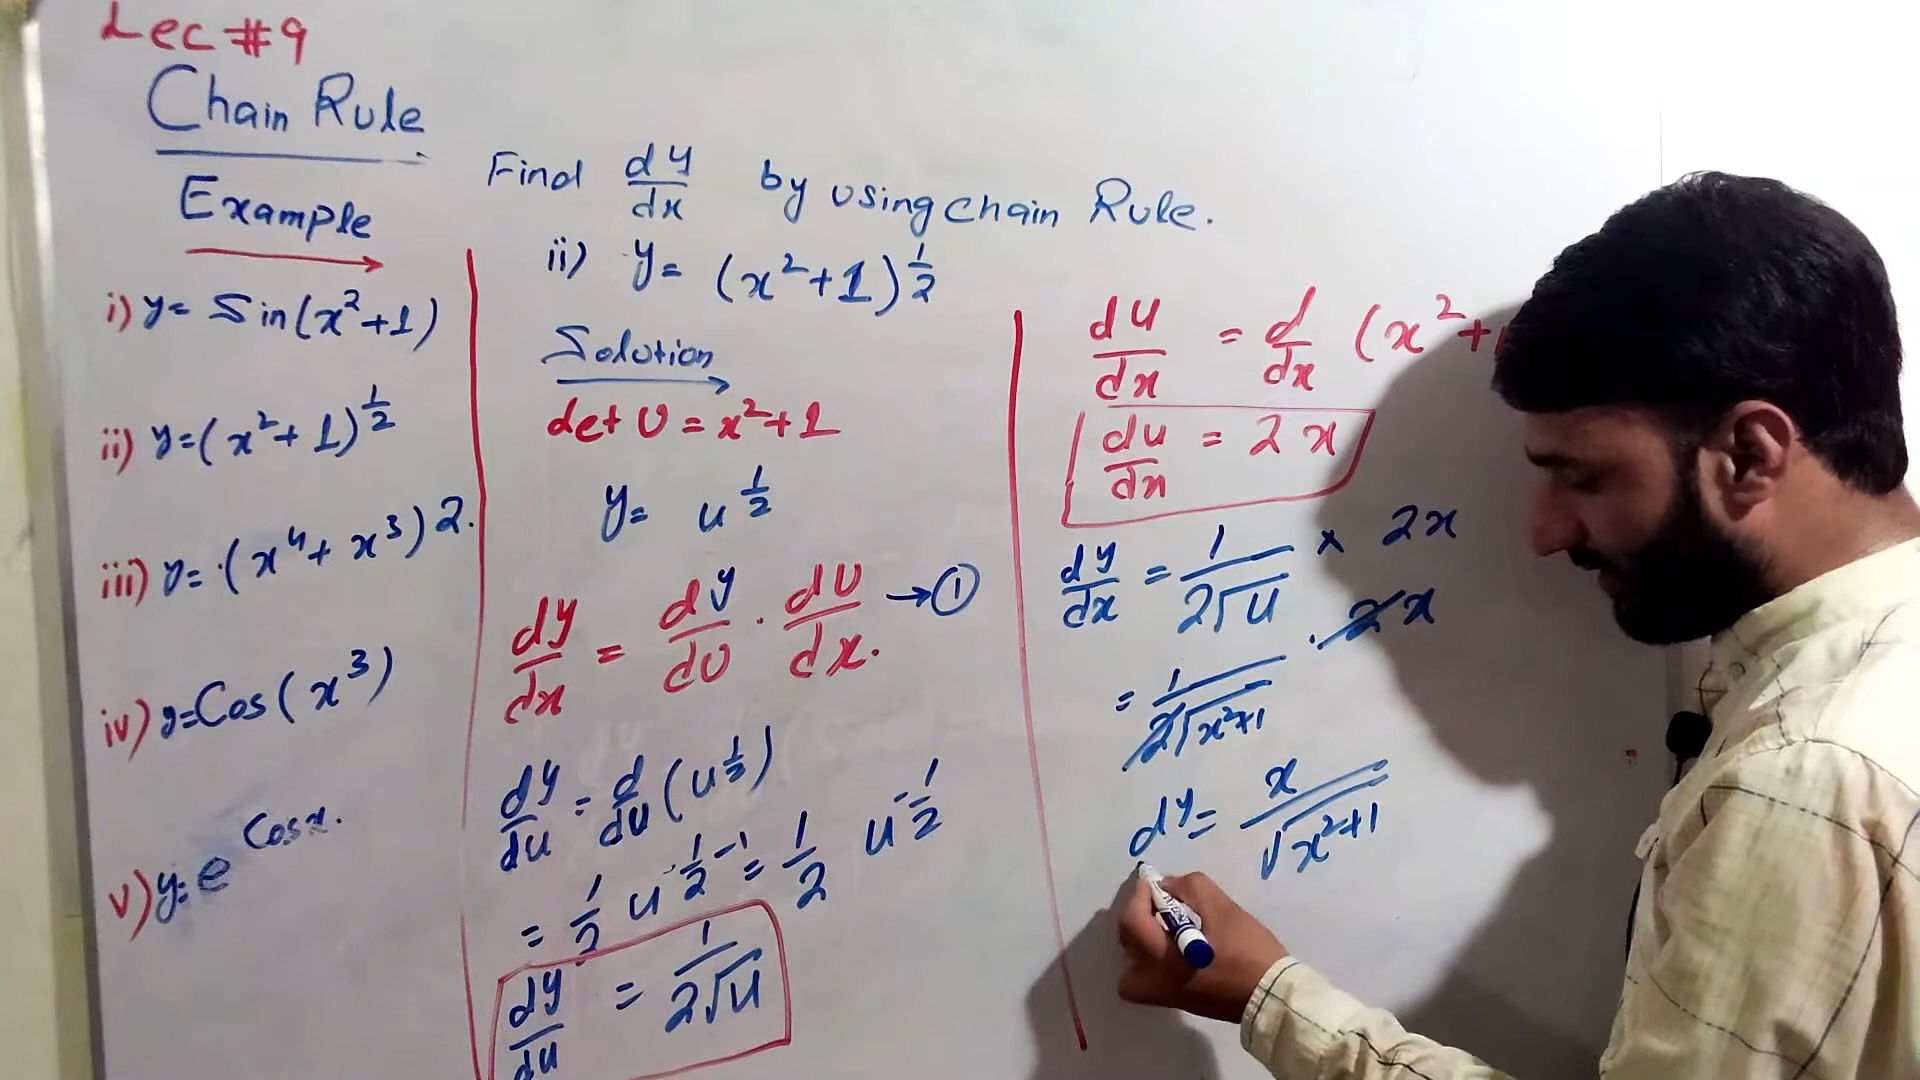 Lec #9
Chain Rule
Example
i) y = Sin(x²+1)
ii) y=(x²+1)^1/2
iii) y=(x⁴+x³)2.
iv) y=Cos(x³)
v) y=e^Cosx.
Find dy/dx by using chain Rule.
ii) y= (x²+1)^1/2
Solution
Let U = x²+1
y= u^1/2
dy/dx = dy/dU . dU/dx. →①
dy/du = d/du (u^1/2)
= 1/2 u^1/2-1 = 1/2 u^-1/2
dy/du = 1/2√u
du/dx = d/dx (x²+1
du/dx = 2x
dy/dx = 1/2√u × 2x
= 1/2√x²+1 . 2x
dy = x/√x²+1